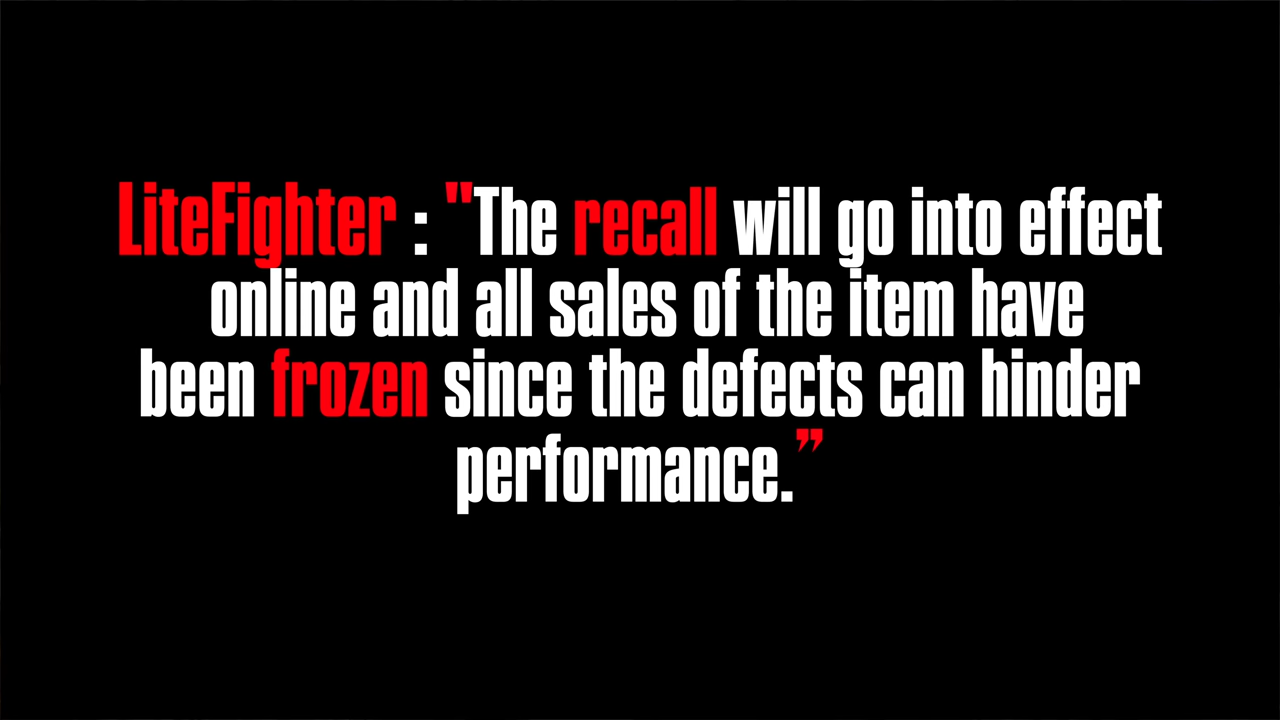 LiteFighter : "The recall will go into effect
online and all sales of the item have
been frozen since the defects can hinder
performance.”